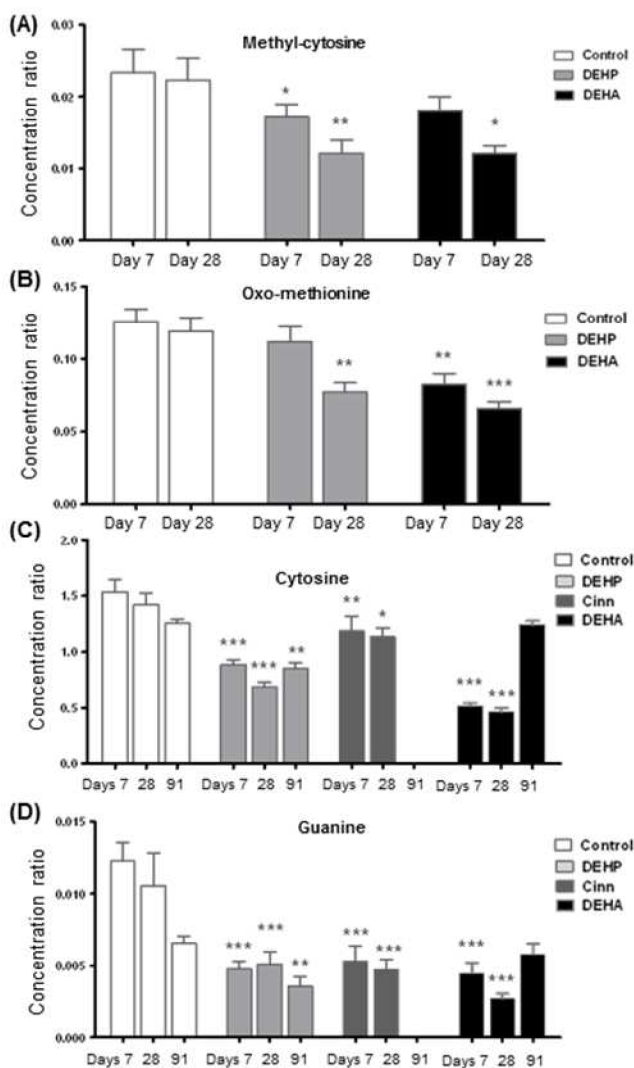 (A)
Methyl-cytosine
Concentration ratio
0.03
0.02
0.01
0.00
*
**
*
Control
DEHP
DEHA
Day 7 Day 28 Day 7 Day 28 Day 7 Day 28
(B)
Oxo-methionine
Concentration ratio
0.15
0.10
0.05
0.00
**
**
***
Control
DEHP
DEHA
Day 7 Day 28 Day 7 Day 28 Day 7 Day 28
(C)
Cytosine
Concentration ratio
2.0
1.5
1.0
0.5
0.0
*** *** **
** *
*** ***
Control
DEHP
Cinn
DEHA
Days 7 28 91 Days 7 28 91 Days 7 28 91 Days 7 28 91
(D)
Guanine
Concentration ratio
0.015
0.010
0.005
0.000
*** *** **
*** ***
*** ***
Control
DEHP
Cinn
DEHA
Days 7 28 91 Days 7 28 91 Days 7 28 91 Days 7 28 91